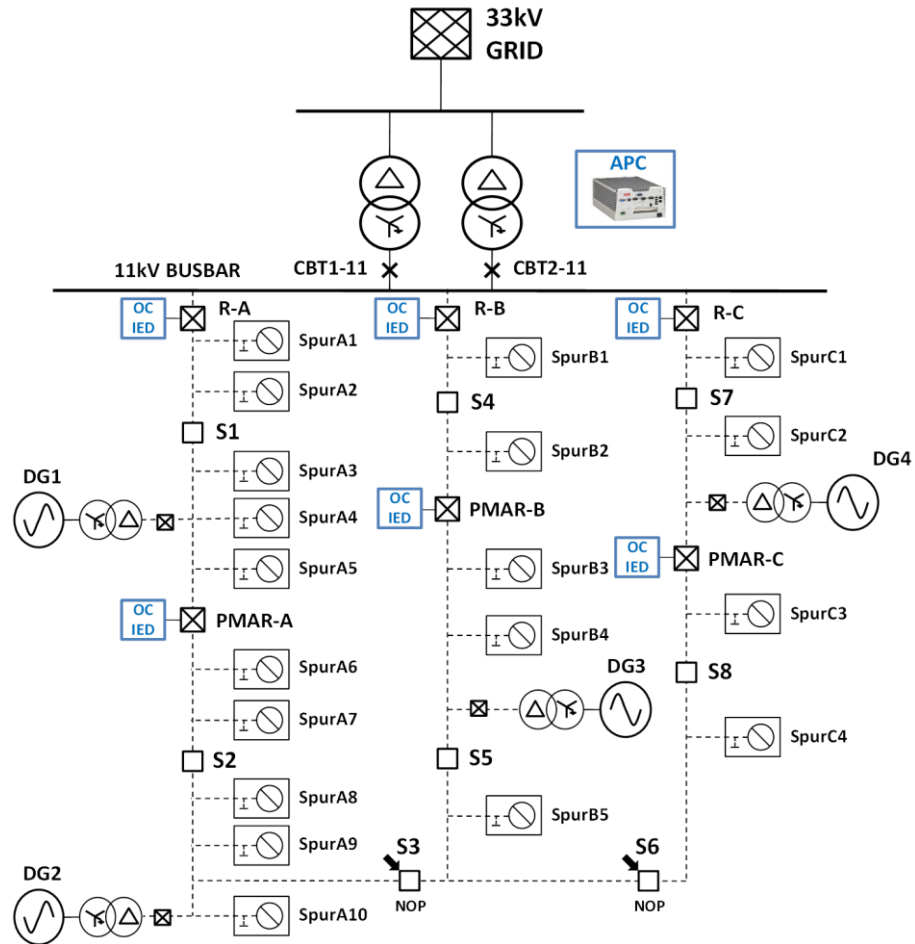 33kV
GRID
APC
CBT1-11
CBT2-11
11kV BUSBAR
OC
IED
R-A
OC
IED
R-B
OC
IED
R-C
SpurA1
SpurB1
SpurC1
SpurA2
S4
S7
S1
SpurB2
SpurC2
SpurA3
DG1
DG4
SpurA4
OC
IED
PMAR-B
SpurA5
SpurB3
OC
IED
PMAR-C
OC
IED
PMAR-A
SpurB4
SpurC3
SpurA6
DG3
S8
SpurA7
S2
S5
SpurC4
SpurA8
SpurB5
SpurA9
S3
S6
DG2
NOP
NOP
SpurA10